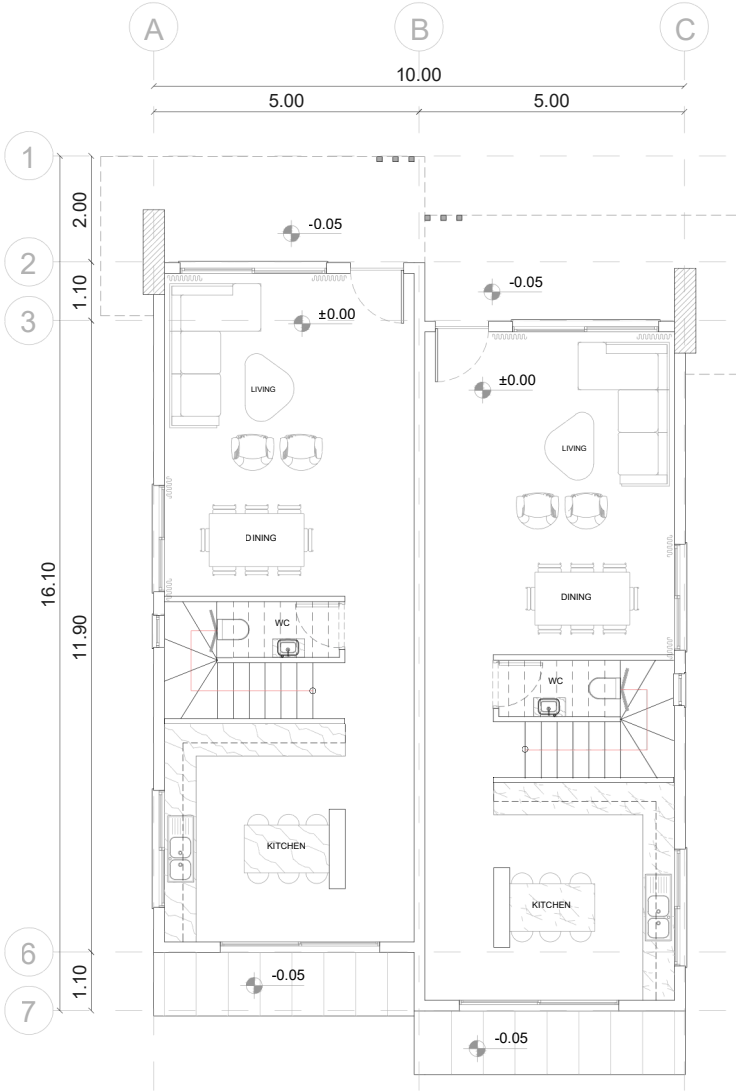 A
B
C
10.00
5.00
5.00
1
2.00
-0.05
2
-0.05
1.10
±0.00
3
±0.00
LIVING
LIVING
DINING
16.10
DINING
11.90
WC
WC
KITCHEN
KITCHEN
6
-0.05
1.10
7
-0.05